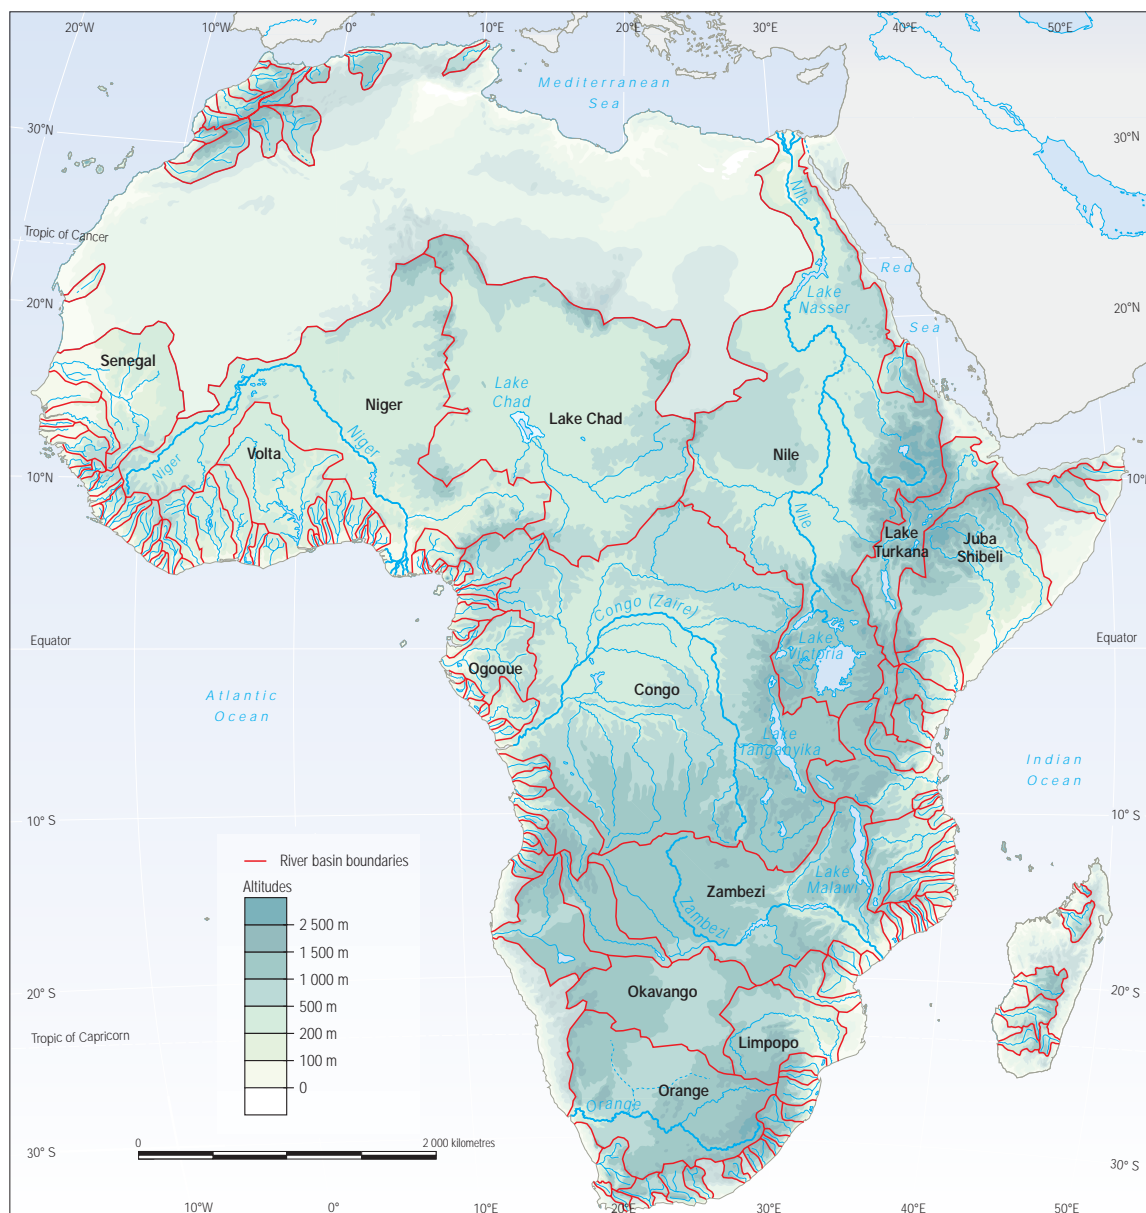 20°W
10°W
0°
10°E
20°E
30°E
40°E
50°E
Mediterranean
Sea
30°N
30°N
Nile
Tropic of Cancer
Red
Sea
20°N
20°N
Lake
Nasser
Senegal
Lake
Chad
Niger
Lake Chad
Niger
Volta
Niger
Nile
10°N
10°N
Nile
Lake
Turkana
Juba
Shibeli
Congo (Zaire)
Equator
Equator
Lake
Victoria
Ogooue
Congo
Atlantic
Ocean
Lake
Tanganyika
Indian
Ocean
10° S
10° S
River basin boundaries
Altitudes
2 500 m
1 500 m
1 000 m
500 m
200 m
100 m
0
Lake
Malawi
Zambezi
Zambezi
20° S
20° S
Okavango
Tropic of Capricorn
Limpopo
Orange
Orange
0
2 000 kilometres
30° S
30° S
10°W
0°
10°E
20°E
30°E
40°E
50°E